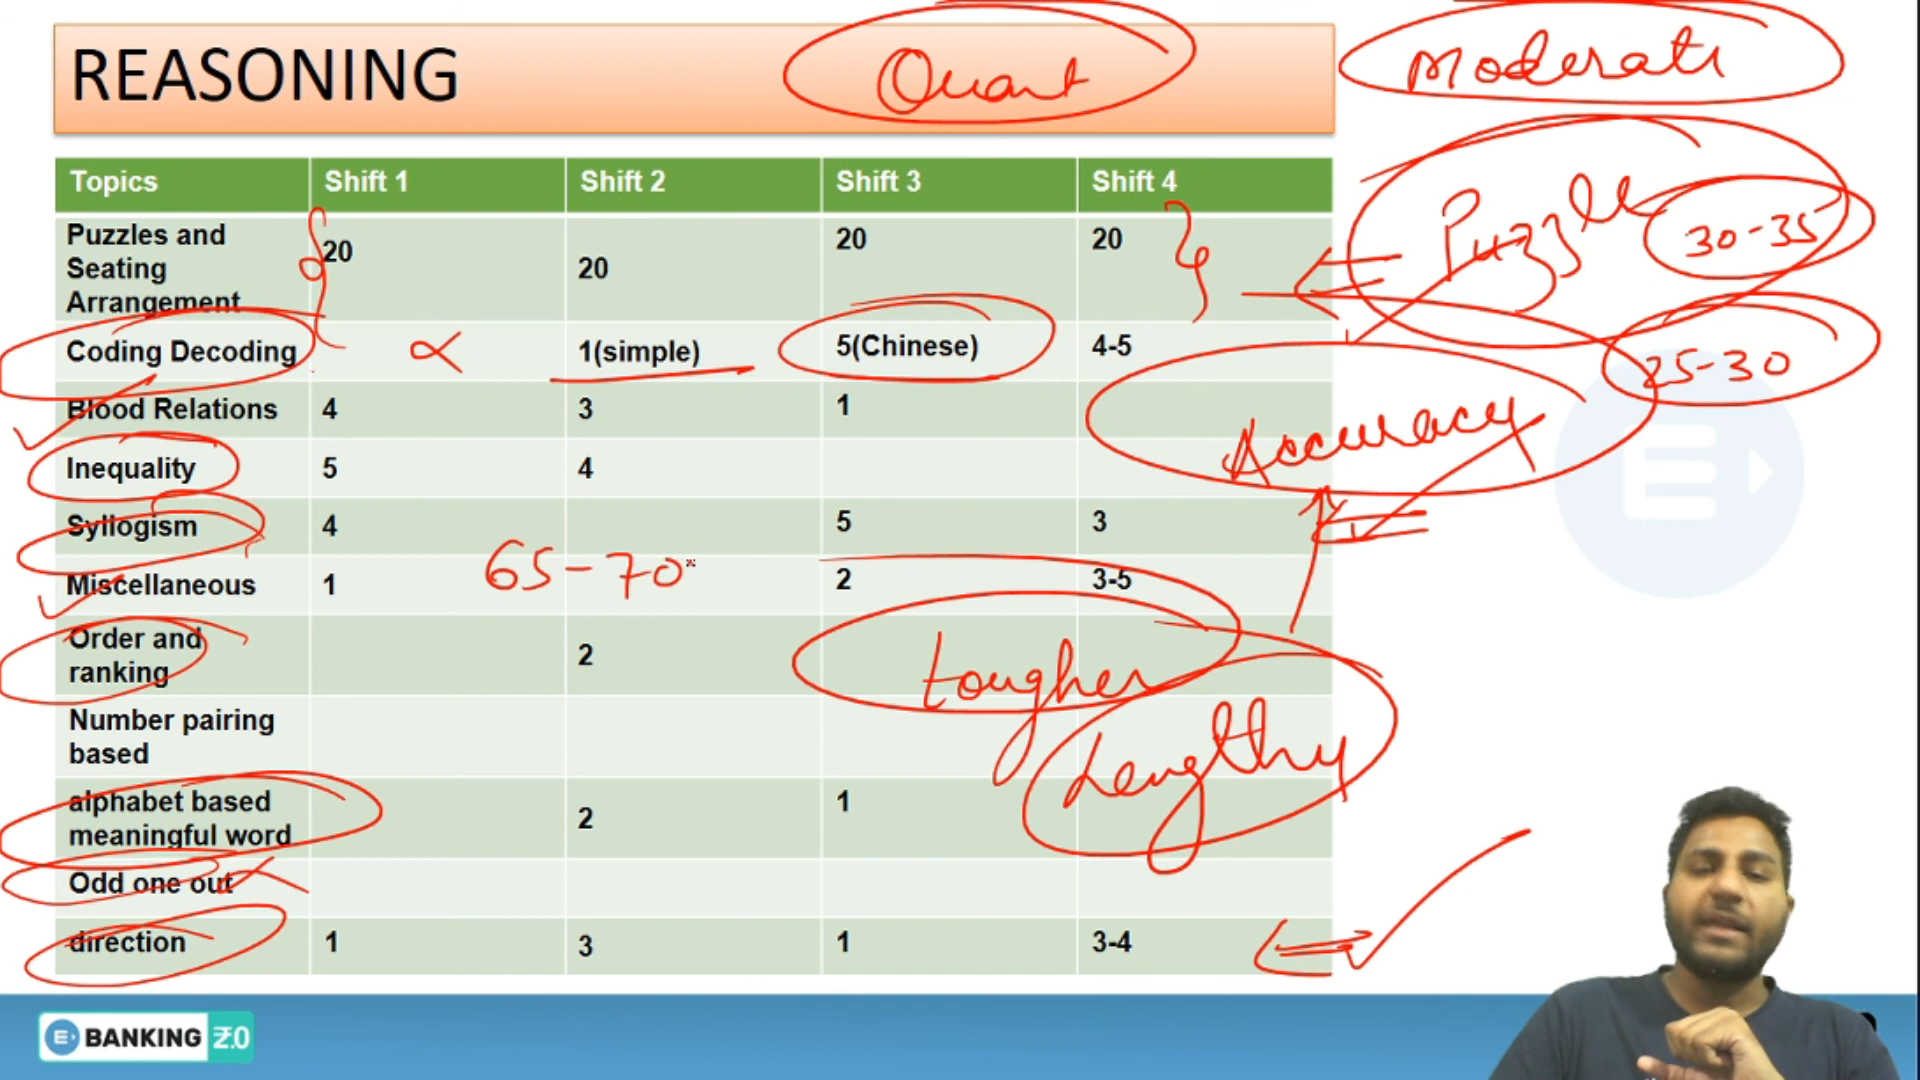 REASONING
Quant
Moderate
Topics Shift 1 Shift 2 Shift 3 Shift 4
Puzzles and
Seating
Arrangement
20 20 20 20
Puzzle
30-35
Coding Decoding 1(simple) 5(Chinese) 4-5
25-30
Blood Relations 4 3 1
Accuracy
Inequality 5 4
Syllogism 4 5 3
Miscellaneous 1 2 3-5
65-70
Order and
ranking
2
tougher
Number pairing
based
Lengthy
alphabet based
meaningful word
2 1
Odd one out
direction 1 3 1 3-4
E BANKING 2.0